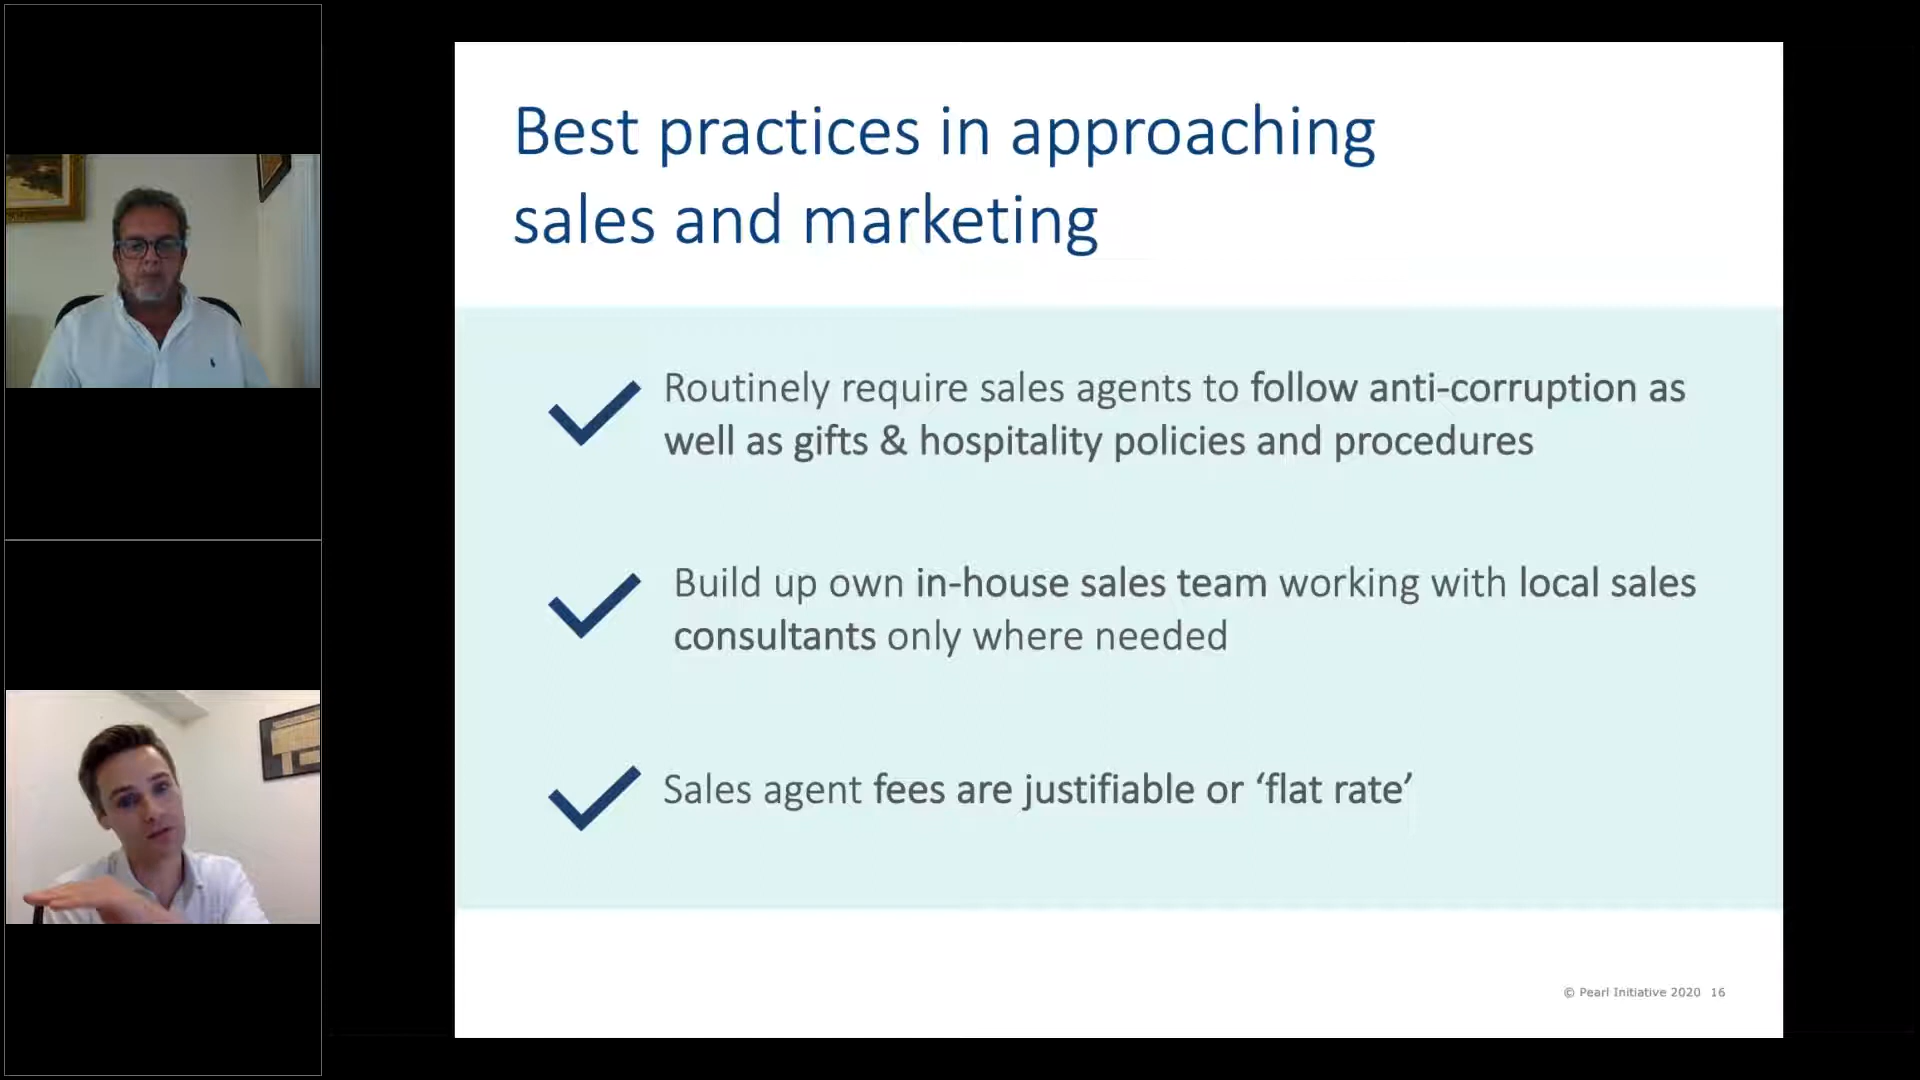 Best practices in approaching
sales and marketing
Routinely require sales agents to follow anti-corruption as
well as gifts & hospitality policies and procedures
Build up own in-house sales team working with local sales
consultants only where needed
Sales agent fees are justifiable or ‘flat rate’
© Pearl Initiative 2020 16